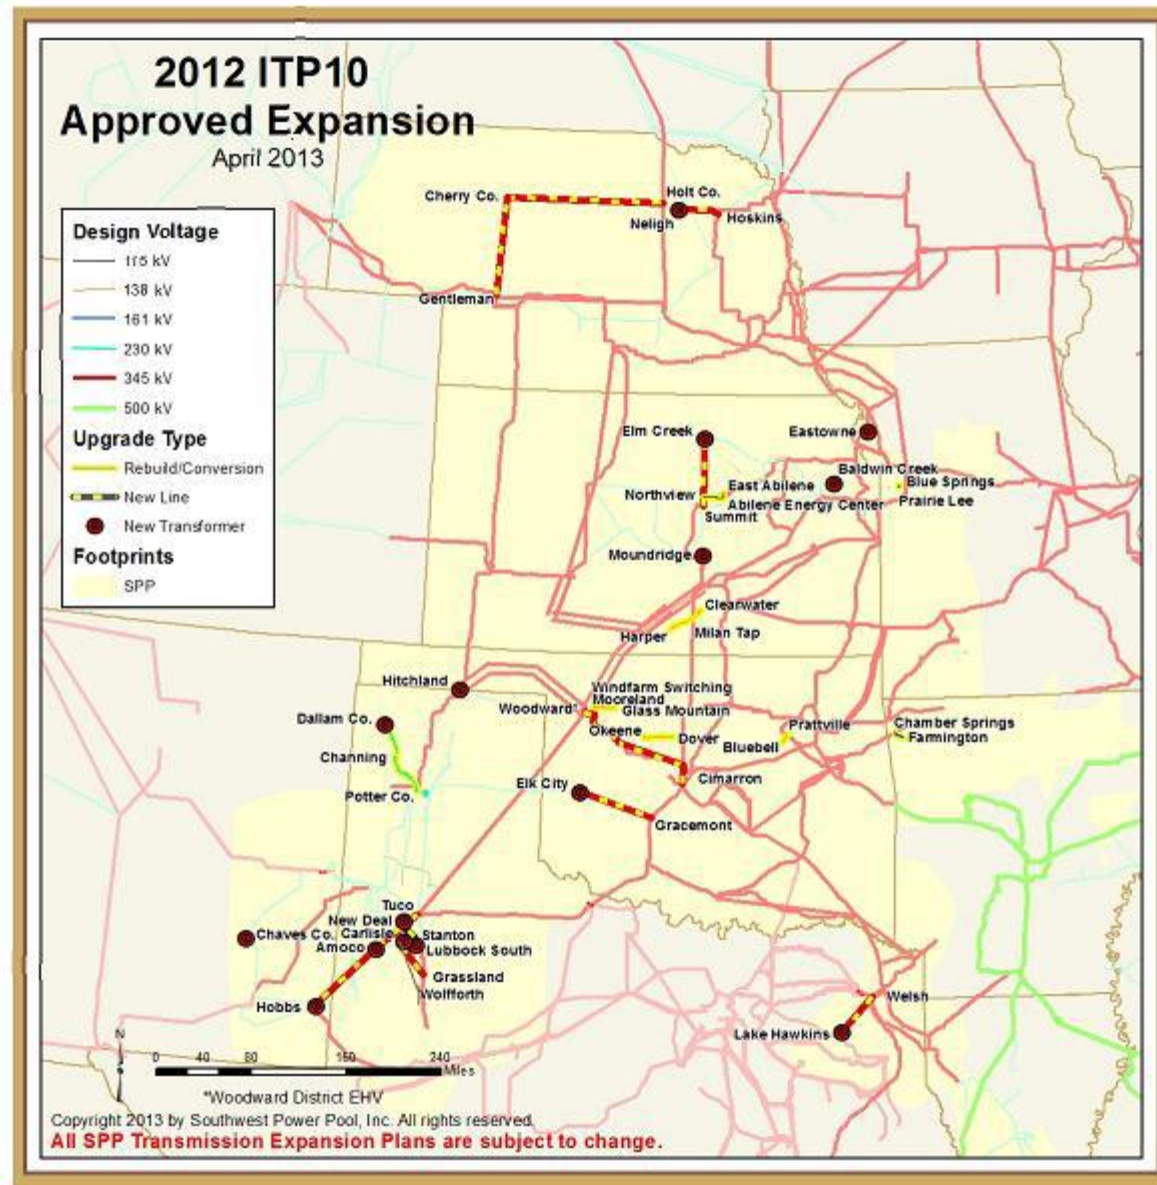 2012 ITP10
Approved Expansion
April 2013
Design Voltage
115 kV
138 kV
161 kV
230 kV
345 kV
500 kV
Upgrade Type
Rebuild/Conversion
New Line
New Transformer
Footprints
SPP
Cherry Co.
Holt Co.
Neligh
Hoskins
Gentleman
Elm Creek
Eastowne
Baldwin Creek
East Abilene
Blue Springs
Northview
Abilene Energy Center
Prairie Lee
Summit
Moundridge
Clearwater
Harper
Milan Tap
Hitchland
Windfarm Switching
Mooreland
Woodward*
Glass Mountain
Dallam Co.
Okeene
Dover
Prattville
Chamber Springs
Farmington
Bluebell
Channing
Cimarron
Elk City
Potter Co.
Gracemont
Tuco
New Deal
Chaves Co.
Carlisle
Stanton
Amoco
Lubbock South
Grassland
Wolfforth
Hobbs
Welsh
Lake Hawkins
N
0 40 80 160 240
Miles
*Woodward District EHV
Copyright 2013 by Southwest Power Pool, Inc. All rights reserved.
All SPP Transmission Expansion Plans are subject to change.